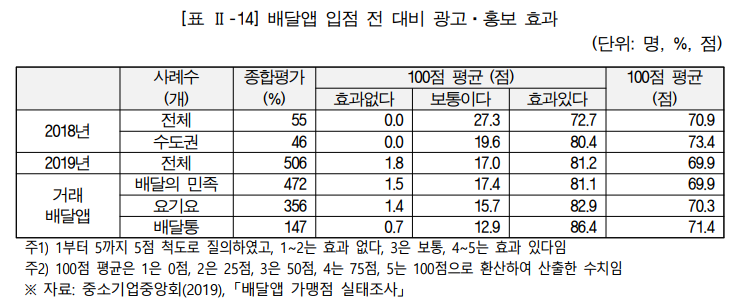 [표 Ⅱ-14] 배달앱 입점 전 대비 광고・홍보 효과
(단위: 명, %, 점)
사례수 (개) 종합평가 (%) 100점 평균 (점) 100점 평균 (점)
효과없다 보통이다 효과있다
2018년 전체 55 0.0 27.3 72.7 70.9
수도권 46 0.0 19.6 80.4 73.4
2019년 전체 506 1.8 17.0 81.2 69.9
거래 배달앱 배달의 민족 472 1.5 17.4 81.1 69.9
요기요 356 1.4 15.7 82.9 70.3
배달통 147 0.7 12.9 86.4 71.4
주1) 1부터 5까지 5점 척도로 질의하였고, 1~2는 효과 없다, 3은 보통, 4~5는 효과 있다임
주2) 100점 평균은 1은 0점, 2은 25점, 3은 50점, 4는 75점, 5는 100점으로 환산하여 산출한 수치임
※ 자료: 중소기업중앙회(2019),「배달앱 가맹점 실태조사」